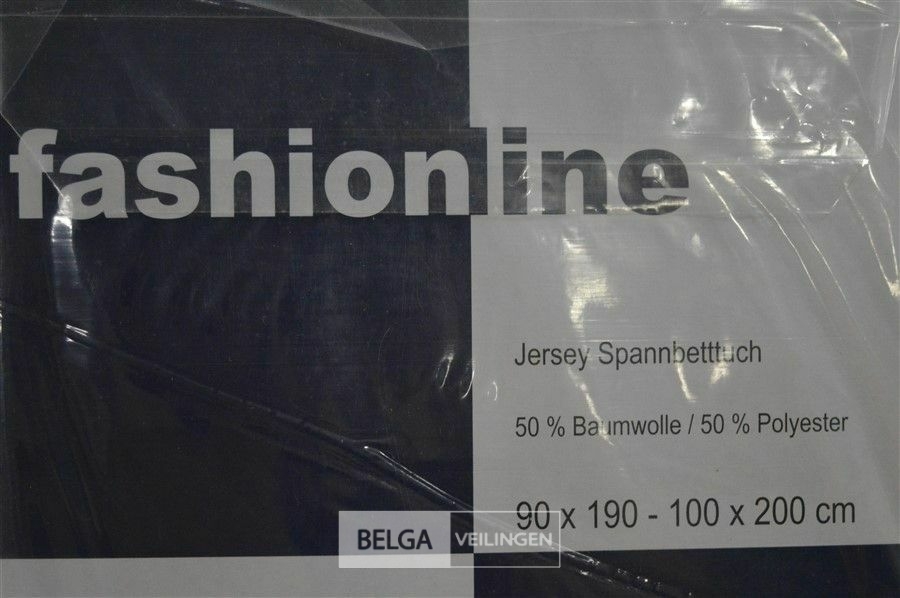 fashionline
Jersey Spannbetttuch
50 % Baumwolle / 50 % Polyester
90 x 190 - 100 x 200 cm
BELGA VEILINGEN